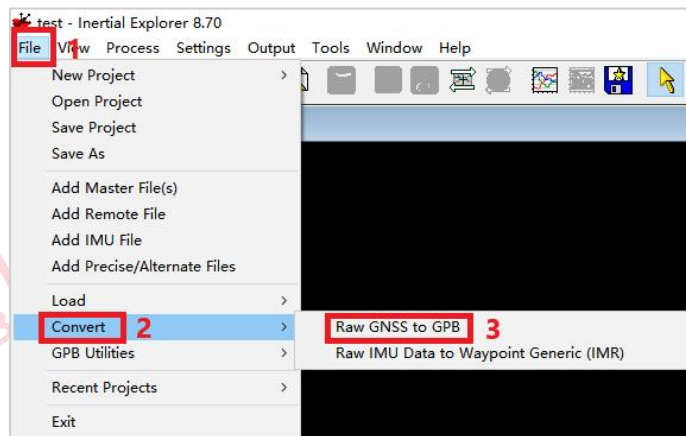 test - Inertial Explorer 8.70
File 1 View Process Settings Output Tools Window Help
New Project >
Open Project
Save Project
Save As
Add Master File(s)
Add Remote File
Add IMU File
Add Precise/Alternate Files
Load >
Convert 2 > Raw GNSS to GPB 3
GPB Utilities > Raw IMU Data to Waypoint Generic (IMR)
Recent Projects >
Exit